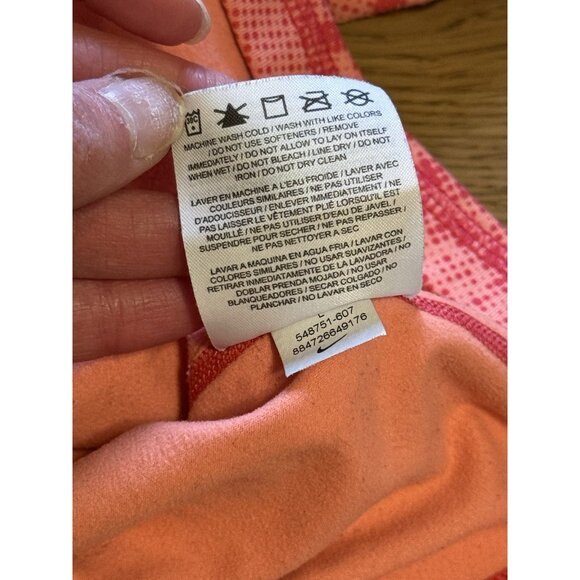 30C
MACHINE WASH COLD / WASH WITH LIKE COLORS
/ DO NOT USE SOFTENERS / REMOVE
IMMEDIATELY / DO NOT ALLOW TO LAY ON ITSELF
WHEN WET / DO NOT BLEACH / LINE DRY / DO NOT
IRON / DO NOT DRY CLEAN
LAVER EN MACHINE A L'EAU FROIDE / LAVER AVEC
COULEURS SIMILAIRES / NE PAS UTILISER
D'ADOUCISSEUR / ENLEVER IMMEDIATEMENT / NE
PAS LAISSER LE VÊTEMENT PLIÉ LORSQU'IL EST
MOUILLÉ / NE PAS UTILISER D'EAU DE JAVEL /
SUSPENDRE POUR SECHER / NE PAS REPASSER /
NE PAS NETTOYER A SEC
LAVAR A MAQUINA EN AGUA FRIA / LAVAR CON
COLORES SIMILARES / NO USAR SUAVIZANTES /
RETIRAR INMEDIATAMENTE DE LA LAVADORA / NO
DOBLAR PRENDA MOJADA / NO USAR
BLANQUEADORES / SECAR COLGADO / NO
PLANCHAR / NO LAVAR EN SECO
L
548751-607
884726649176